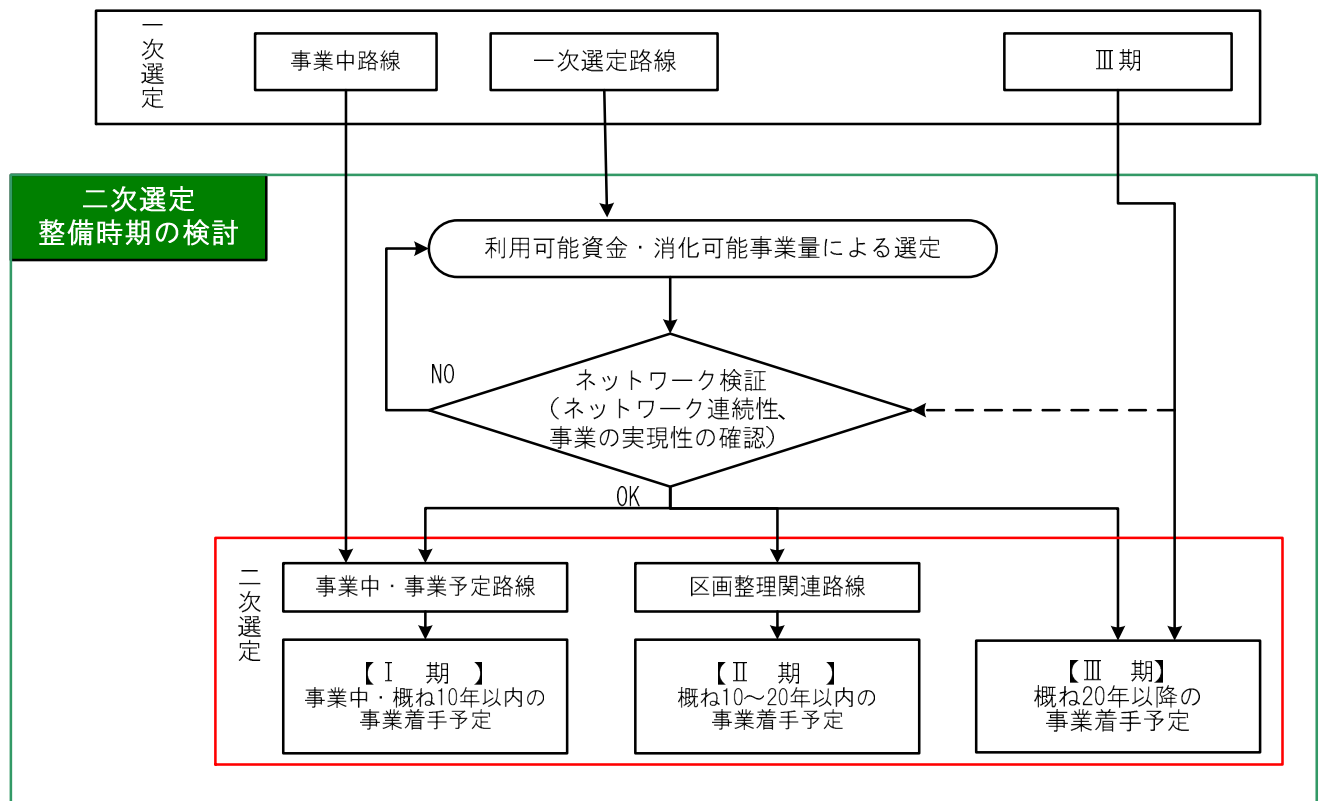 一次選定
事業中路線
一次選定路線
Ⅲ期
二次選定
整備時期の検討
利用可能資金・消化可能事業量による選定
NO
ネットワーク検証
（ネットワーク連続性、
事業の実現性の確認）
OK
二次選定
事業中・事業予定路線
区画整理関連路線
【Ⅰ　期　】
事業中・概ね10年以内の
事業着手予定
【Ⅱ　期　】
概ね10～20年以内の
事業着手予定
【Ⅲ　期】
概ね20年以降の
事業着手予定